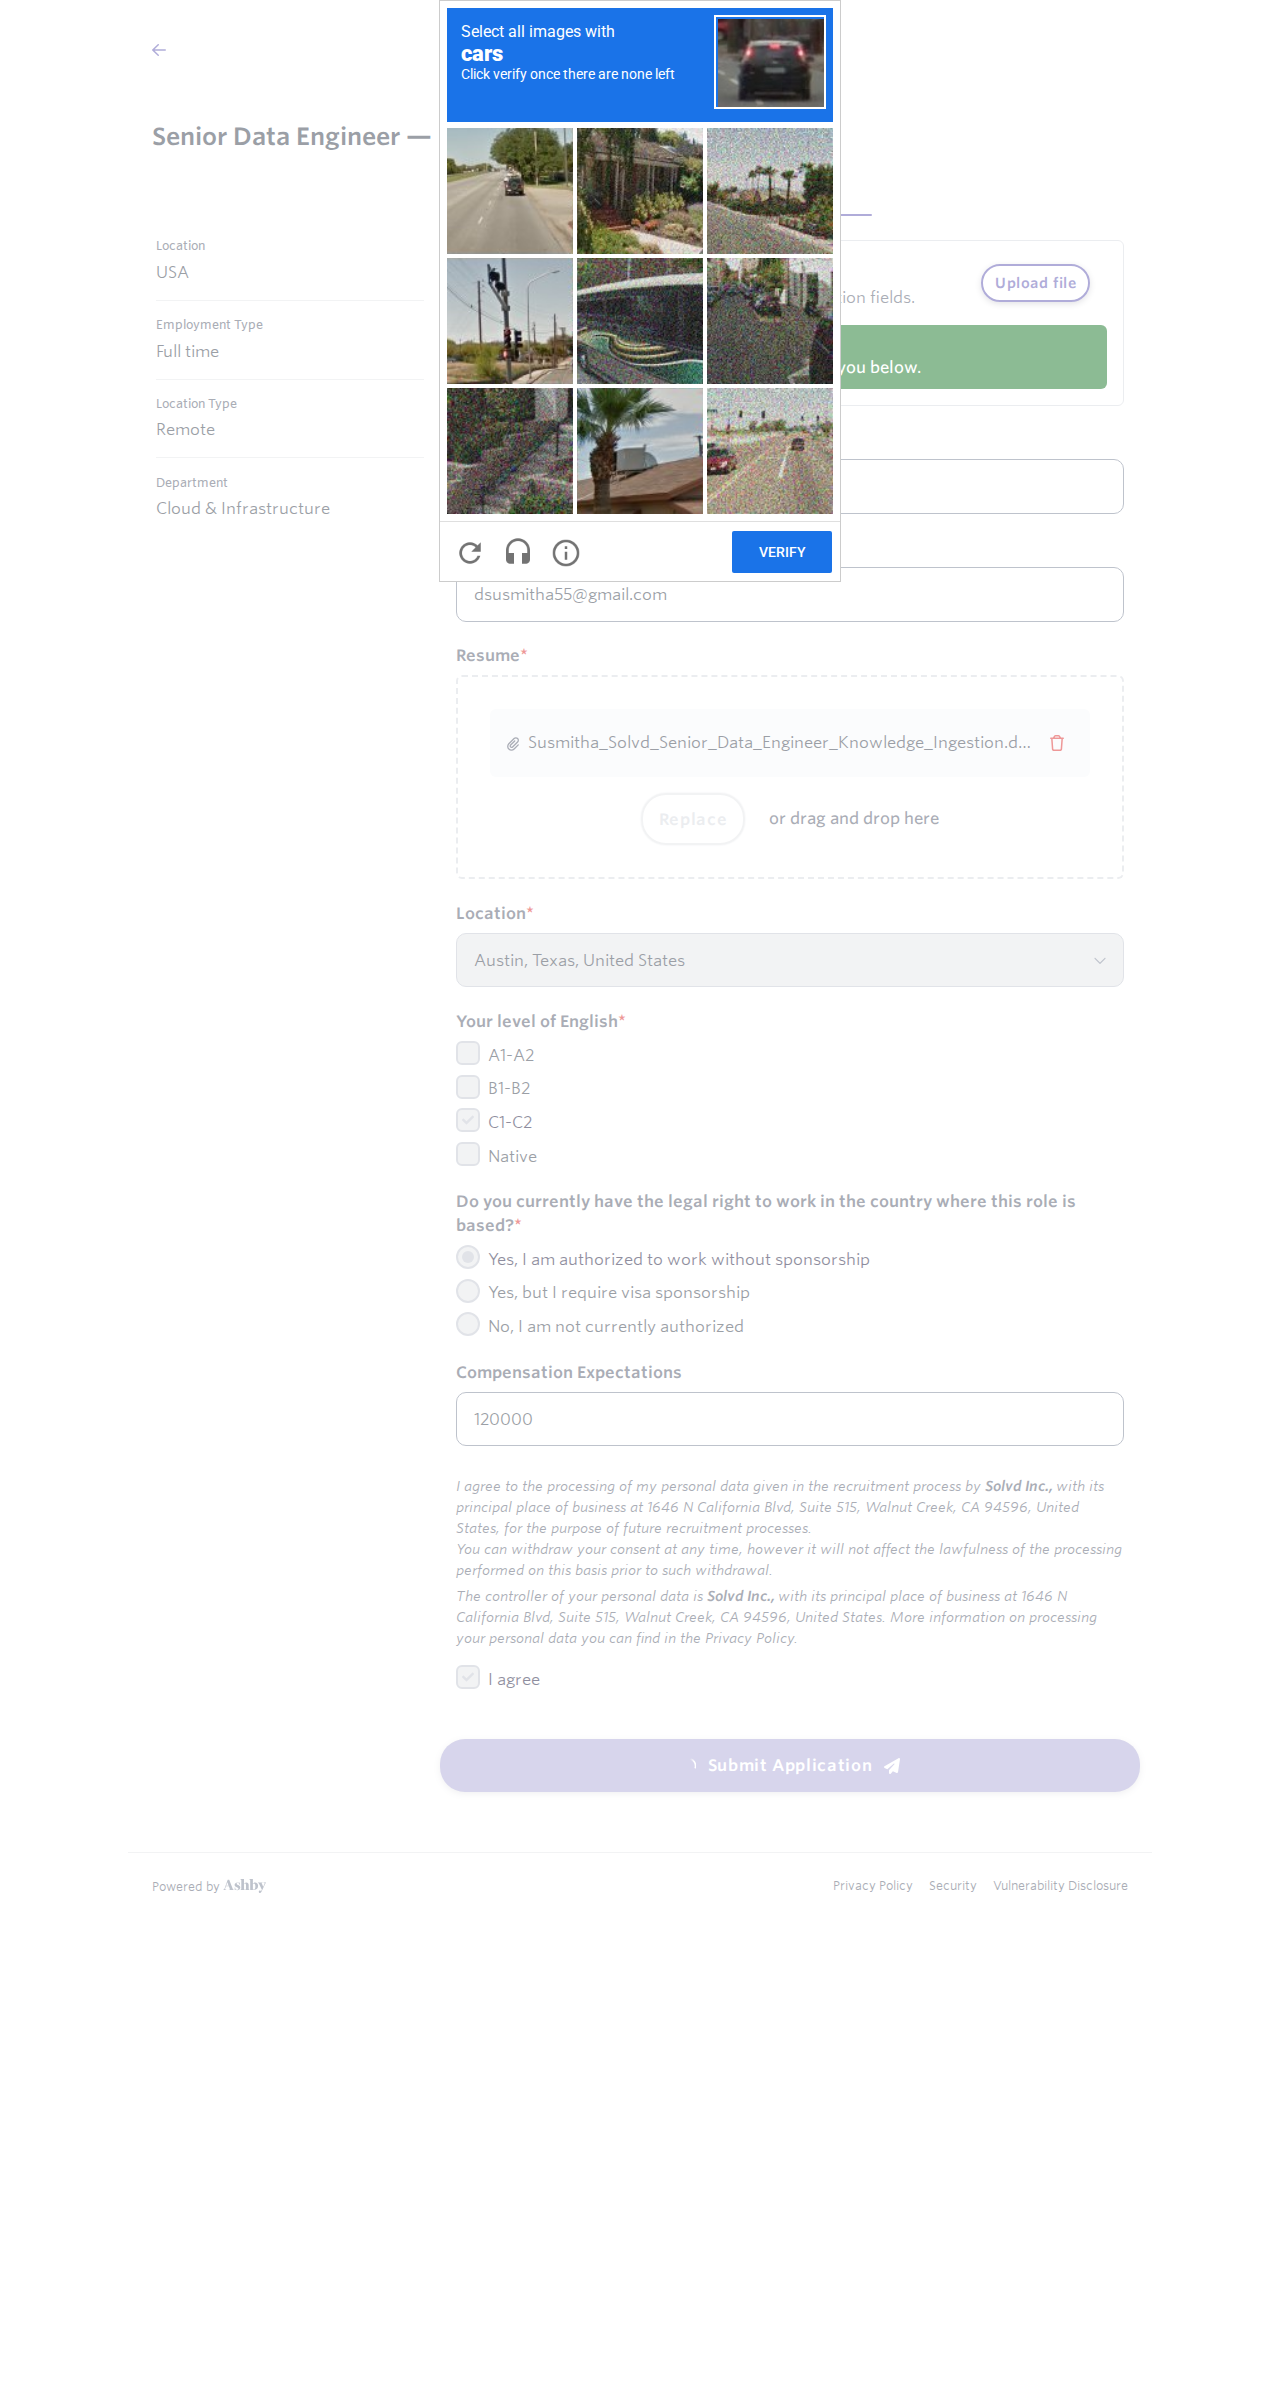 Select all images with
cars
Click verify once there are none left
Senior Data Engineer —
Location
USA
Employment Type
Full time
Location Type
Remote
Department
Cloud & Infrastructure
Upload file
ion fields.
you below.
VERIFY
dsusmitha55@gmail.com
Resume*
Susmitha_Solvd_Senior_Data_Engineer_Knowledge_Ingestion.d...
Replace
or drag and drop here
Location*
Austin, Texas, United States
Your level of English*
A1-A2
B1-B2
C1-C2
Native
Do you currently have the legal right to work in the country where this role is
based?*
Yes, I am authorized to work without sponsorship
Yes, but I require visa sponsorship
No, I am not currently authorized
Compensation Expectations
120000
I agree to the processing of my personal data given in the recruitment process by Solvd Inc., with its
principal place of business at 1646 N California Blvd, Suite 515, Walnut Creek, CA 94596, United
States, for the purpose of future recruitment processes.
You can withdraw your consent at any time, however it will not affect the lawfulness of the processing
performed on this basis prior to such withdrawal.
The controller of your personal data is Solvd Inc., with its principal place of business at 1646 N
California Blvd, Suite 515, Walnut Creek, CA 94596, United States. More information on processing
your personal data you can find in the Privacy Policy.
I agree
Submit Application
Powered by Ashby
Privacy Policy
Security
Vulnerability Disclosure